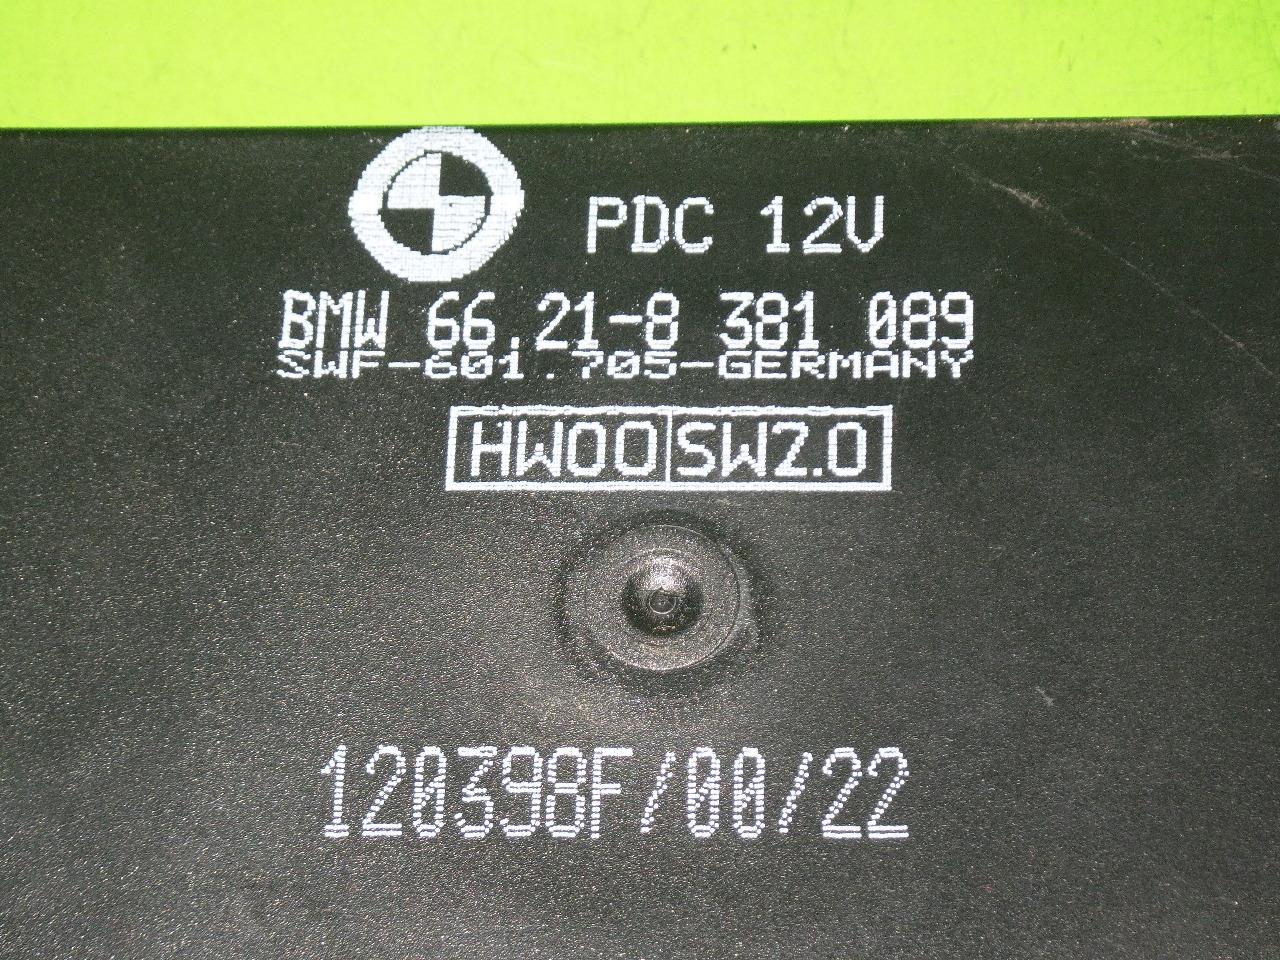 PDC 12V
BMW 66.21-8 381 089
SWF-601.705-GERMANY
HW00 SW2.0
120398F/00/22